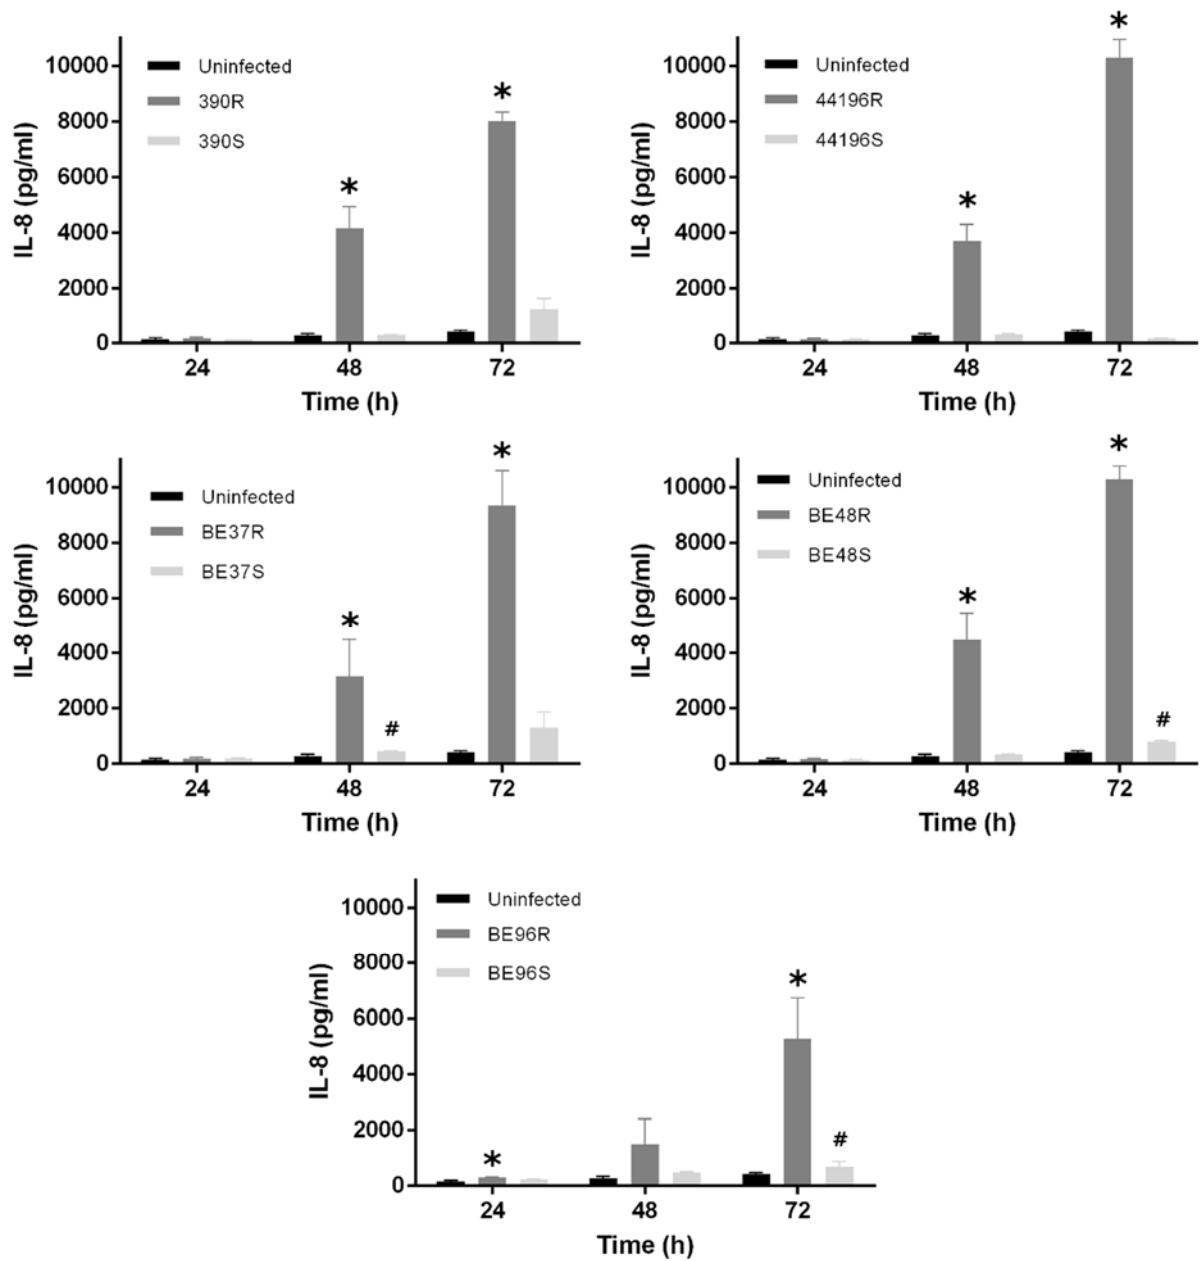 *
10000
Uninfected
390R
390S
*
8000
6000
*
4000
2000
0
IL-8 (pg/ml)
24 48 72
Time (h)
*
10000
Uninfected
44196R
44196S
8000
6000
*
4000
2000
0
IL-8 (pg/ml)
24 48 72
Time (h)
*
10000
Uninfected
BE37R
BE37S
8000
6000
*
4000
2000
#
0
IL-8 (pg/ml)
24 48 72
Time (h)
*
10000
Uninfected
BE48R
BE48S
8000
6000
*
4000
2000
#
0
IL-8 (pg/ml)
24 48 72
Time (h)
10000
Uninfected
BE96R
BE96S
8000
*
6000
4000
2000
#
*
0
IL-8 (pg/ml)
24 48 72
Time (h)